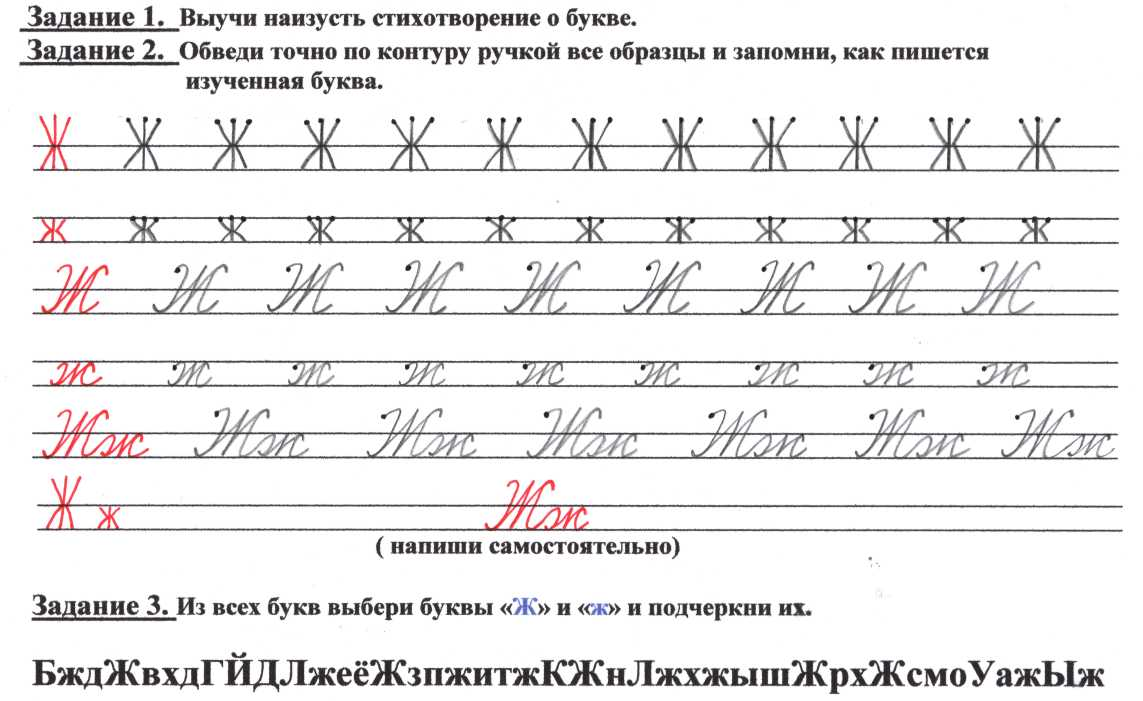 Задание 1. Выучи наизусть стихотворение о букве.
Задание 2. Обведи точно по контуру ручкой все образцы и запомни, как пишется
изученная буква.
Ж Ж Ж Ж Ж Ж Ж Ж Ж Ж Ж Ж
ж ж ж ж ж ж ж ж ж ж ж ж
Ж Ж Ж Ж Ж Ж Ж Ж Ж
ж ж ж ж ж ж ж ж ж
Жж Жж Жж Жж Жж Жж Жж
Ж ж Жж
( напиши самостоятельно)
Задание 3. Из всех букв выбери буквы «Ж» и «ж» и подчеркни их.
БждЖвхдГЙДЛжеёЖзпжитжКЖнЛжхжышЖрхЖсмоУажЫж